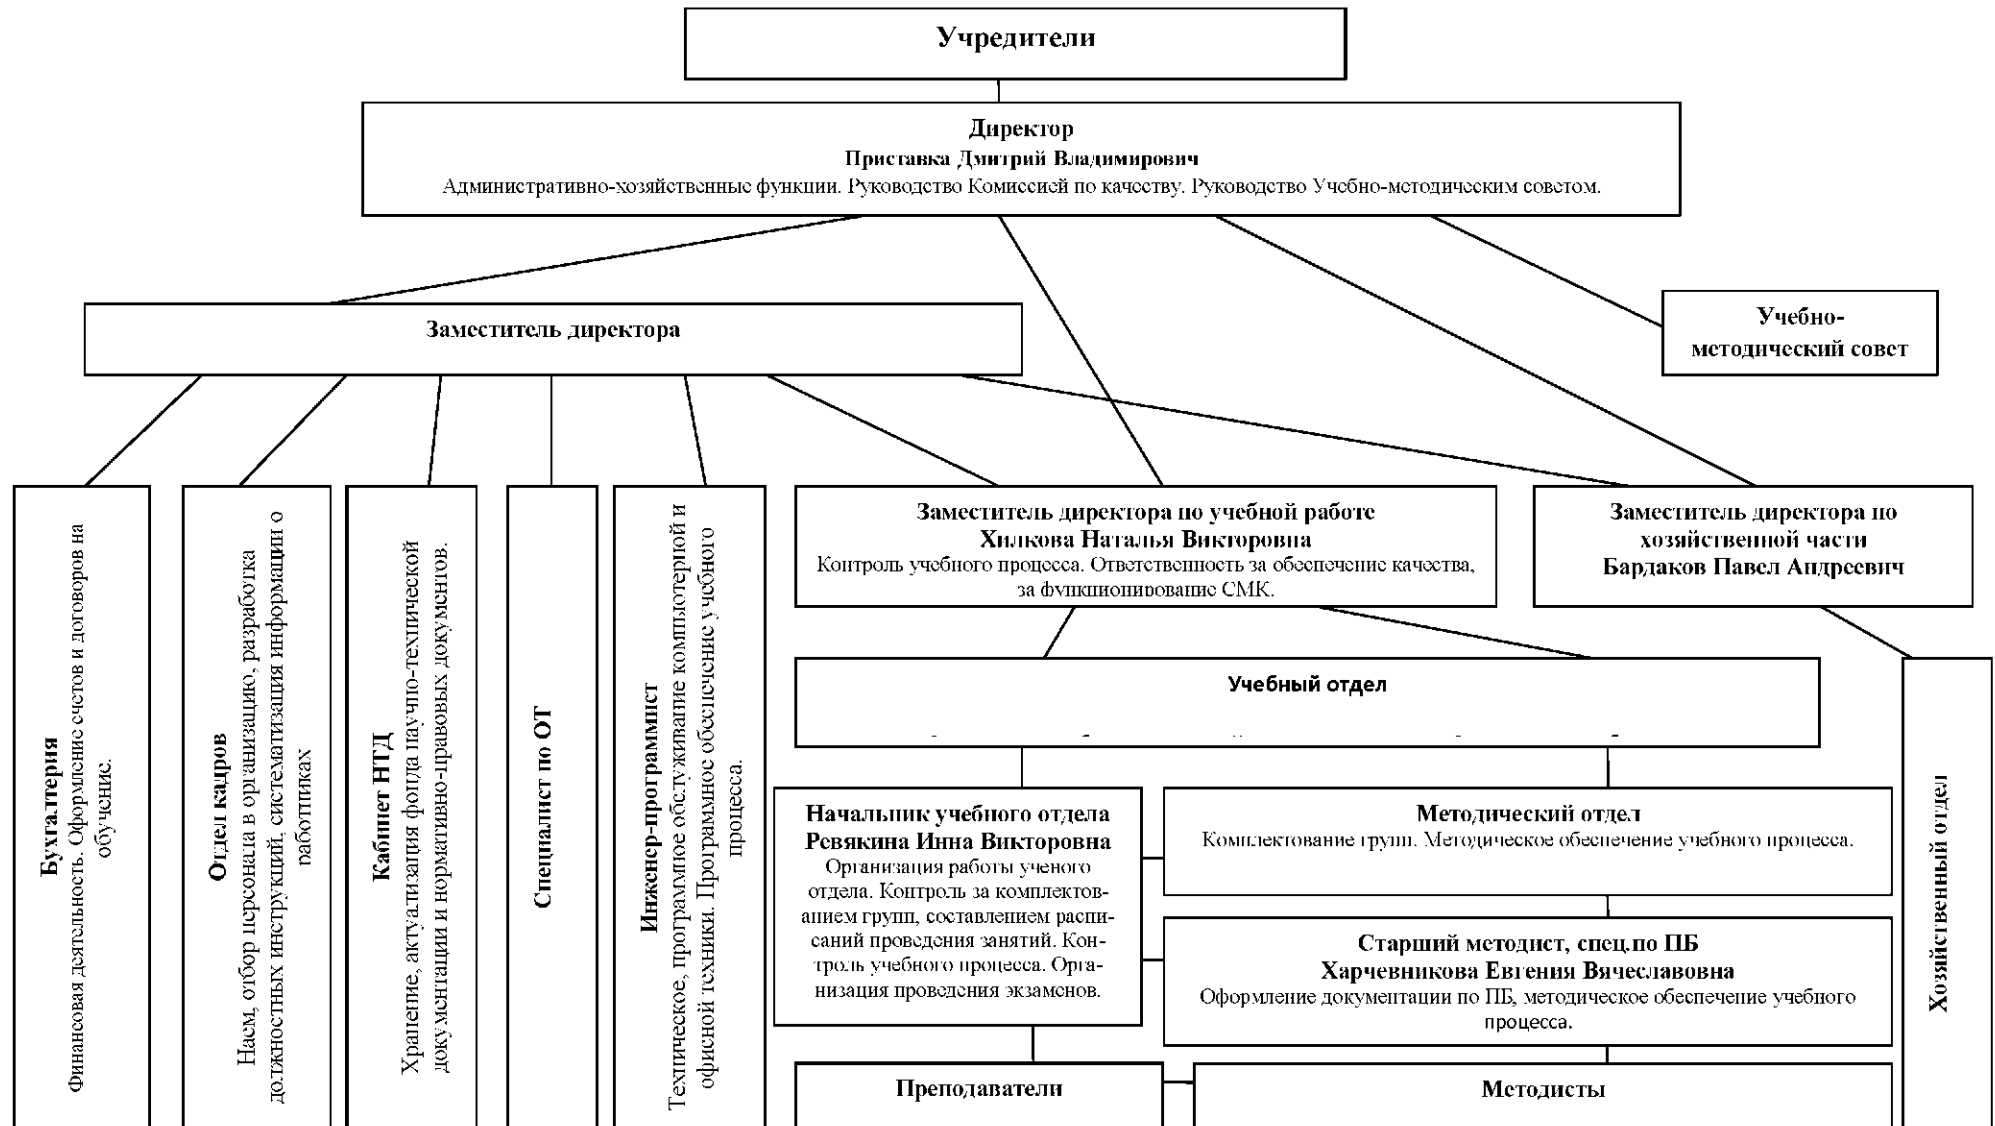 Учредители
Директор
Приставка Дмитрий Владимирович
Административно-хозяйственные функции. Руководство Комиссией по качеству. Руководство Учебно-методическим советом.
Заместитель директора
Учебно-
методический совет
Бухгалтерия
Финансовая деятельность. Оформление счетов и договоров на
обучение.
Отдел кадров
Наем, отбор персонала в организацию, разработка
должностных инструкций, систематизация информации о
работниках
Кабинет НТД
Хранение, актуализация фонда научно-технической
документации и нормативно-правовых документов.
Специалист по ОТ
Инженер-программист
Техническое, программное обслуживание компьютерной и
офисной техники. Программное обеспечение учебного
процесса.
Заместитель директора по учебной работе
Хилкова Наталья Викторовна
Контроль учебного процесса. Ответственность за обеспечение качества,
за функционирование СМК.
Заместитель директора по
хозяйственной части
Бардаков Павел Андреевич
Учебный отдел
Начальник учебного отдела
Ревякина Инна Викторовна
Организация работы ученого
отдела. Контроль за комплектов-
анием групп, составлением распи-
саний проведения занятий. Кон-
троль учебного процесса. Орга-
низация проведения экзаменов.
Методический отдел
Комплектование групп. Методическое обеспечение учебного процесса.
Старший методист, спец.по ПБ
Харчевникова Евгения Вячеславовна
Оформление документации по ПБ, методическое обеспечение учебного
процесса.
Преподаватели
Методисты
Хозяйственный отдел